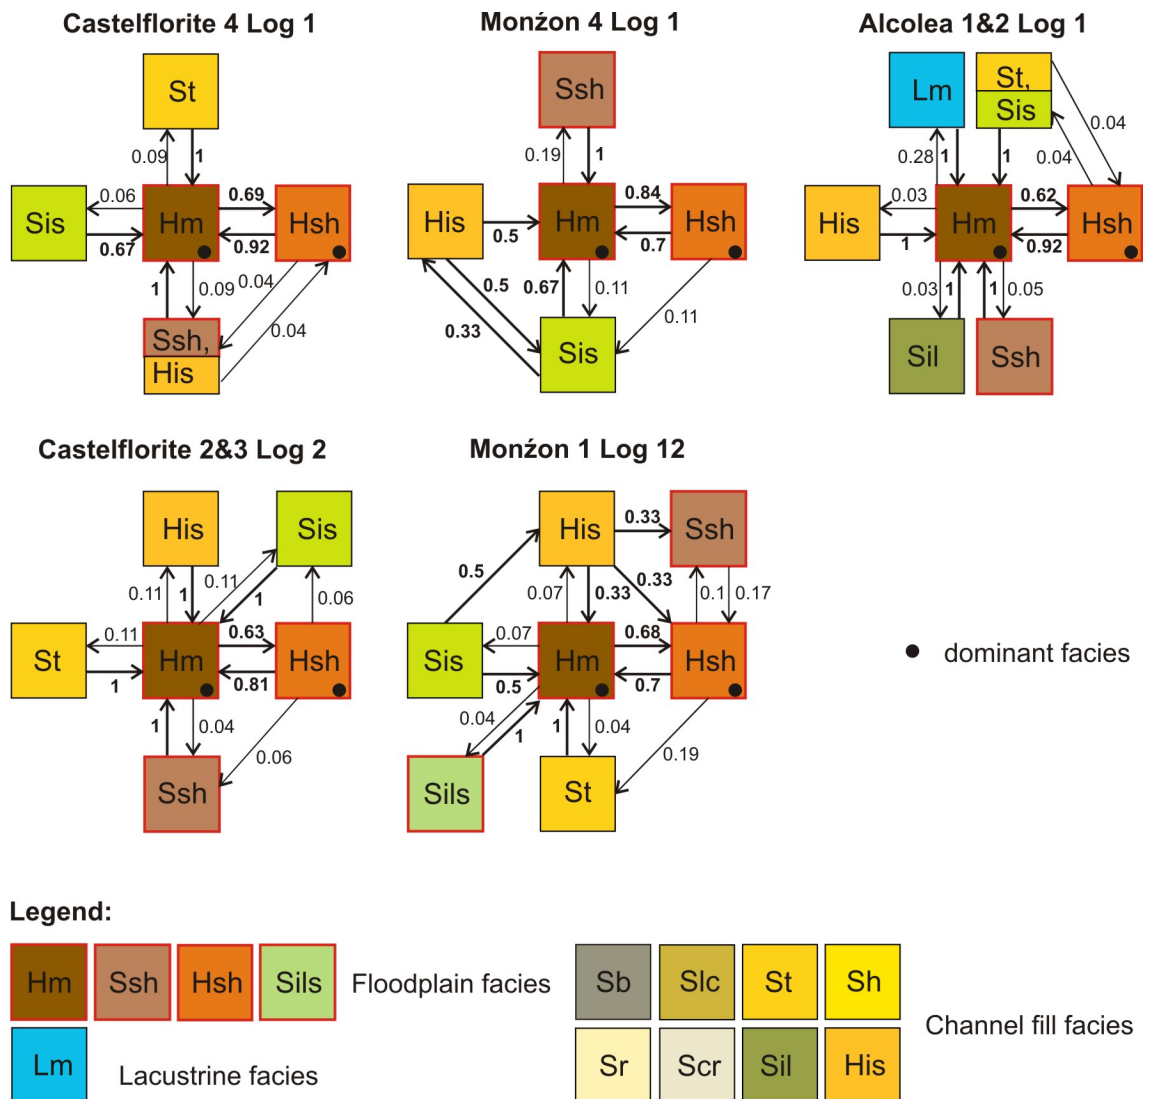 Castelflorite 4 Log 1
Monźon 4 Log 1
Alcolea 1&2 Log 1
St
0.09
1
Sis
0.06
0.67
Hm
0.69
0.92
Hsh
1
0.09
0.04
0.04
Ssh,
His
Ssh
0.19
1
His
0.5
Hm
0.84
0.7
Hsh
0.5
0.67
0.11
0.33
0.11
Sis
Lm
St,
Sis
0.04
0.28
1
1
0.04
His
0.03
1
Hm
0.62
0.92
Hsh
0.03
1
1
0.05
Sil
Ssh
Castelflorite 2&3 Log 2
Monźon 1 Log 12
His
Sis
0.11
1
0.11
1
0.06
St
0.11
1
Hm
0.63
0.81
Hsh
1
0.04
0.06
Ssh
His
0.33
Ssh
0.5
0.07
0.33
0.33
0.1
0.17
Sis
0.07
0.5
Hm
0.68
0.7
Hsh
0.04
1
1
0.04
0.19
Sils
St
dominant facies
Legend:
Hm
Ssh
Hsh
Sils
Floodplain facies
Lm
Lacustrine facies
Sb
Slc
St
Sh
Sr
Scr
Sil
His
Channel fill facies